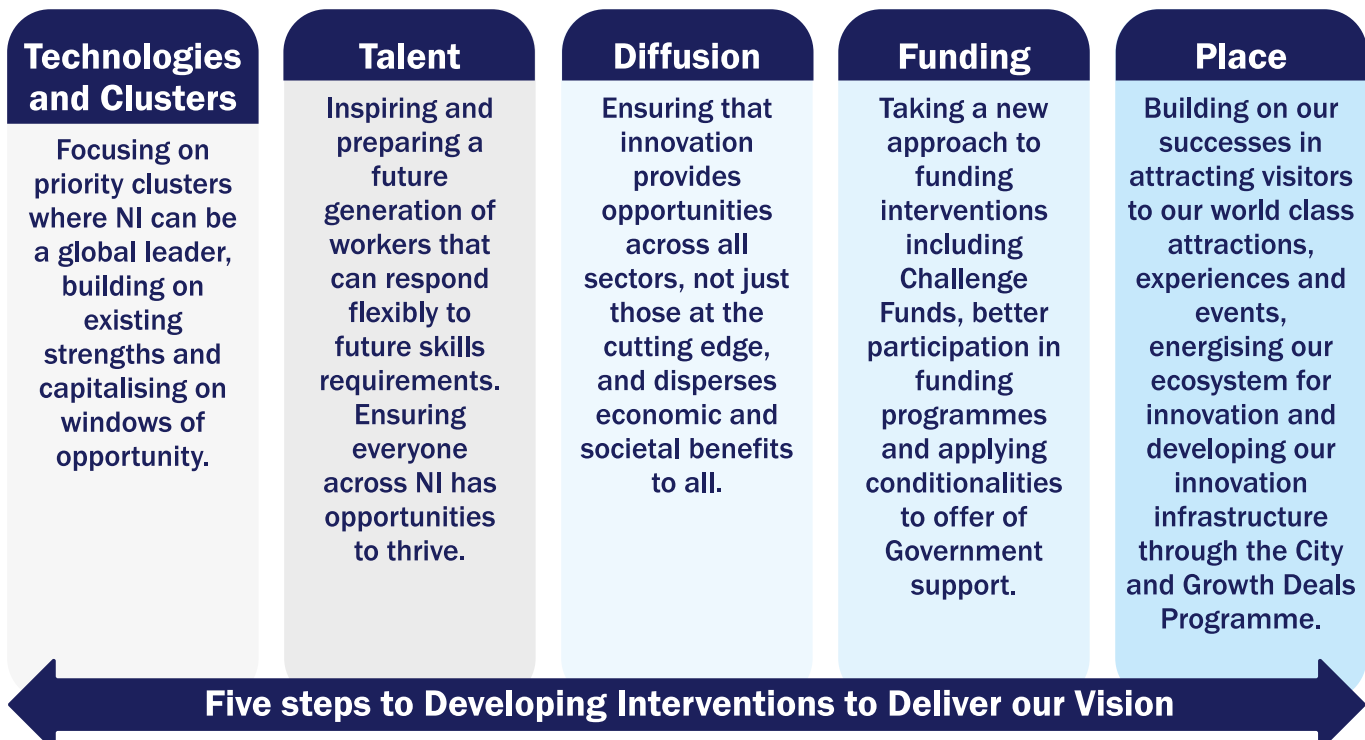 Technologies
and Clusters
Focusing on
priority clusters
where NI can be
a global leader,
building on
existing
strengths and
capitalising on
windows of
opportunity.
Talent
Inspiring and
preparing a
future
generation of
workers that
can respond
flexibly to
future skills
requirements.
Ensuring
everyone
across NI has
opportunities
to thrive.
Diffusion
Ensuring that
innovation
provides
opportunities
across all
sectors, not just
those at the
cutting edge,
and disperses
economic and
societal benefits
to all.
Funding
Taking a new
approach to
funding
interventions
including
Challenge
Funds, better
participation in
funding
programmes
and applying
conditionalities
to offer of
Government
support.
Place
Building on our
successes in
attracting visitors
to our world class
attractions,
experiences and
events,
energising our
ecosystem for
innovation and
developing our
innovation
infrastructure
through the City
and Growth Deals
Programme.
Five steps to Developing Interventions to Deliver our Vision